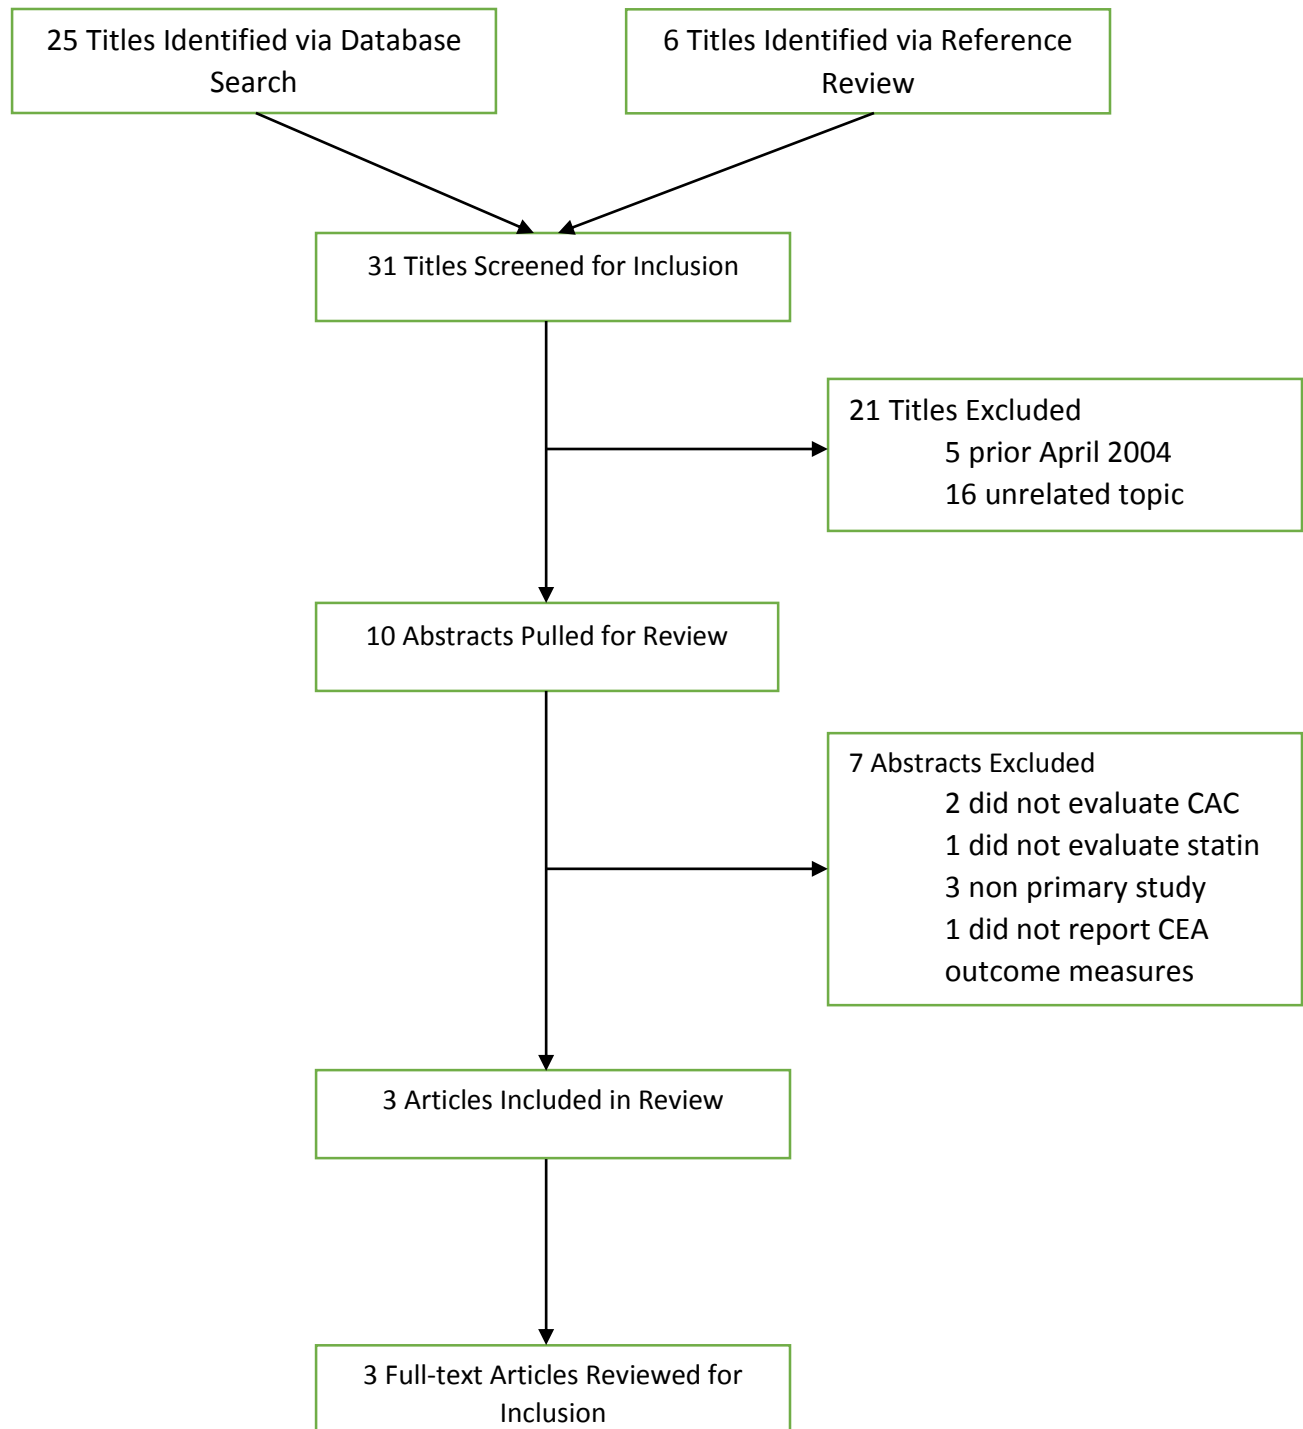 25 Titles Identified via Database
Search
6 Titles Identified via Reference
Review
31 Titles Screened for Inclusion
21 Titles Excluded
5 prior April 2004
16 unrelated topic
10 Abstracts Pulled for Review
7 Abstracts Excluded
2 did not evaluate CAC
1 did not evaluate statin
3 non primary study
1 did not report CEA
outcome measures
3 Articles Included in Review
3 Full-text Articles Reviewed for
Inclusion